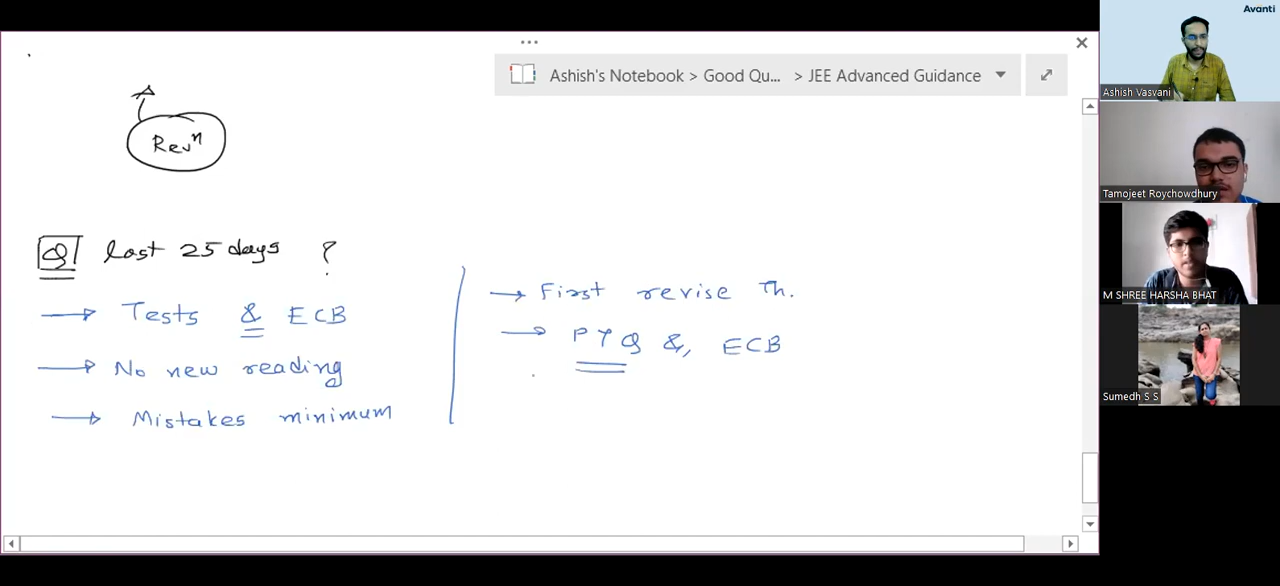 Avanti
... ×
Ashish's Notebook > Good Qu... > JEE Advanced Guidance
Revⁿ
Q last 25 days ?
→ Tests & ECB
→ No new reading
→ Mistakes minimum
→ First revise Th.
→ PYQ &, ECB
Ashish Vasvani
Tamojeet Roychowdhury
M SHREE HARSHA BHAT
Sumedh S S